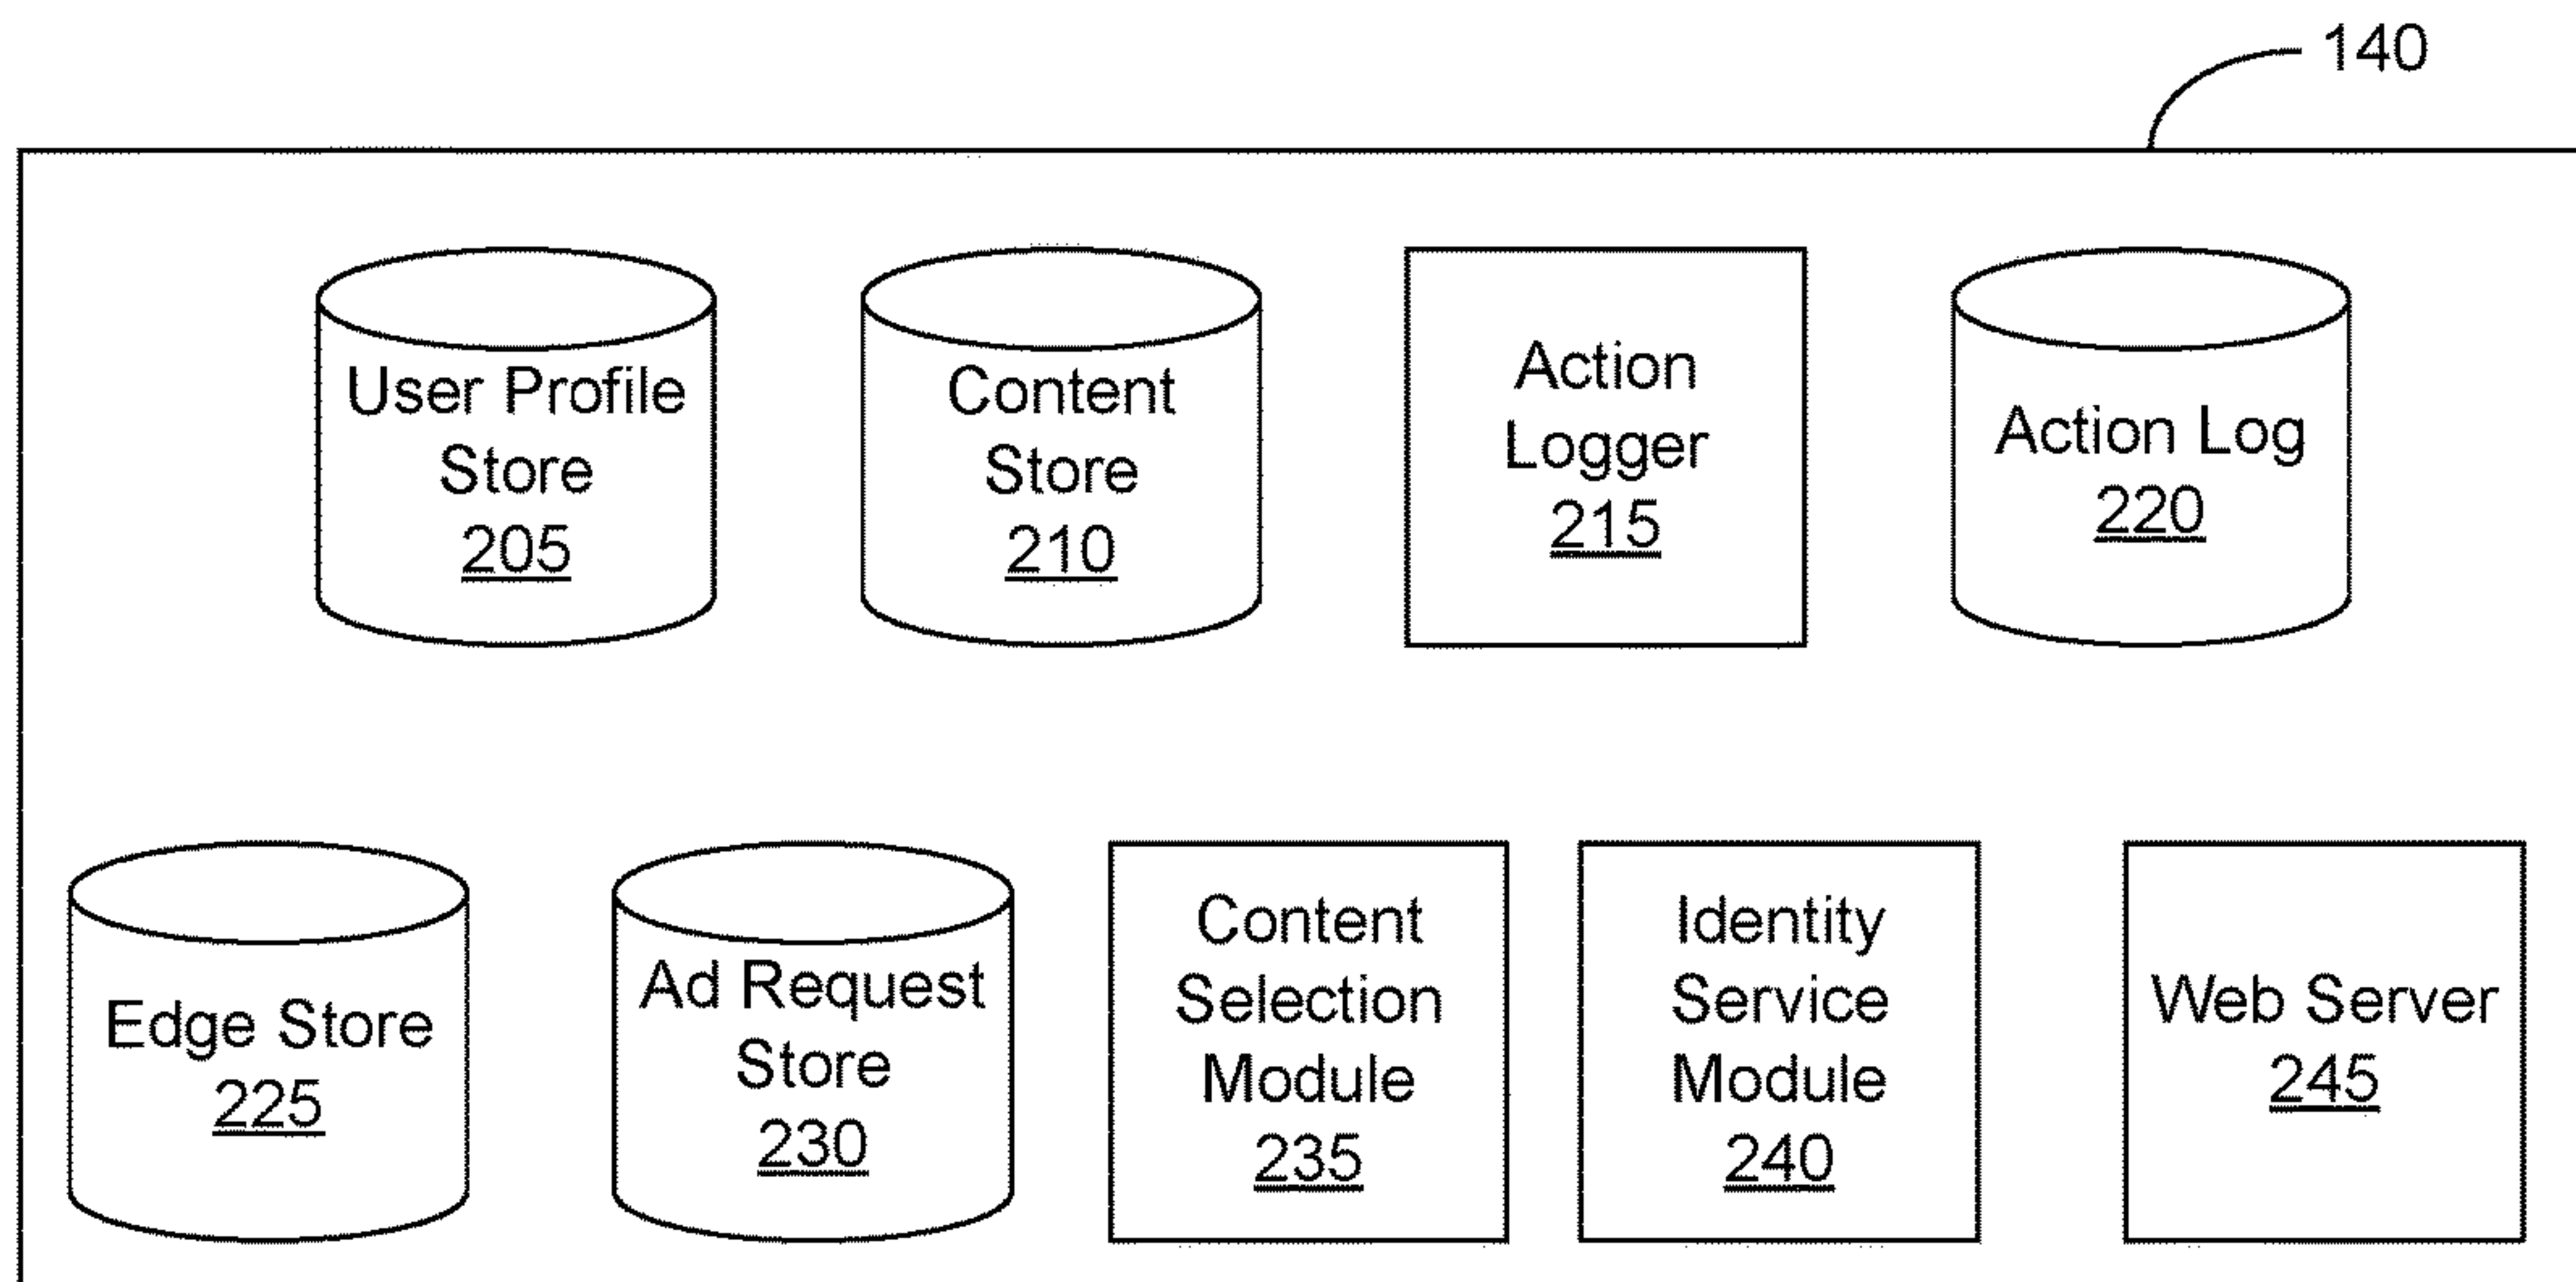 140
User Profile
Store
205
Content
Store
210
Action
Logger
215
Action Log
220
Edge Store
225
Ad Request
Store
230
Content
Selection
Module
235
Identity
Service
Module
240
Web Server
245